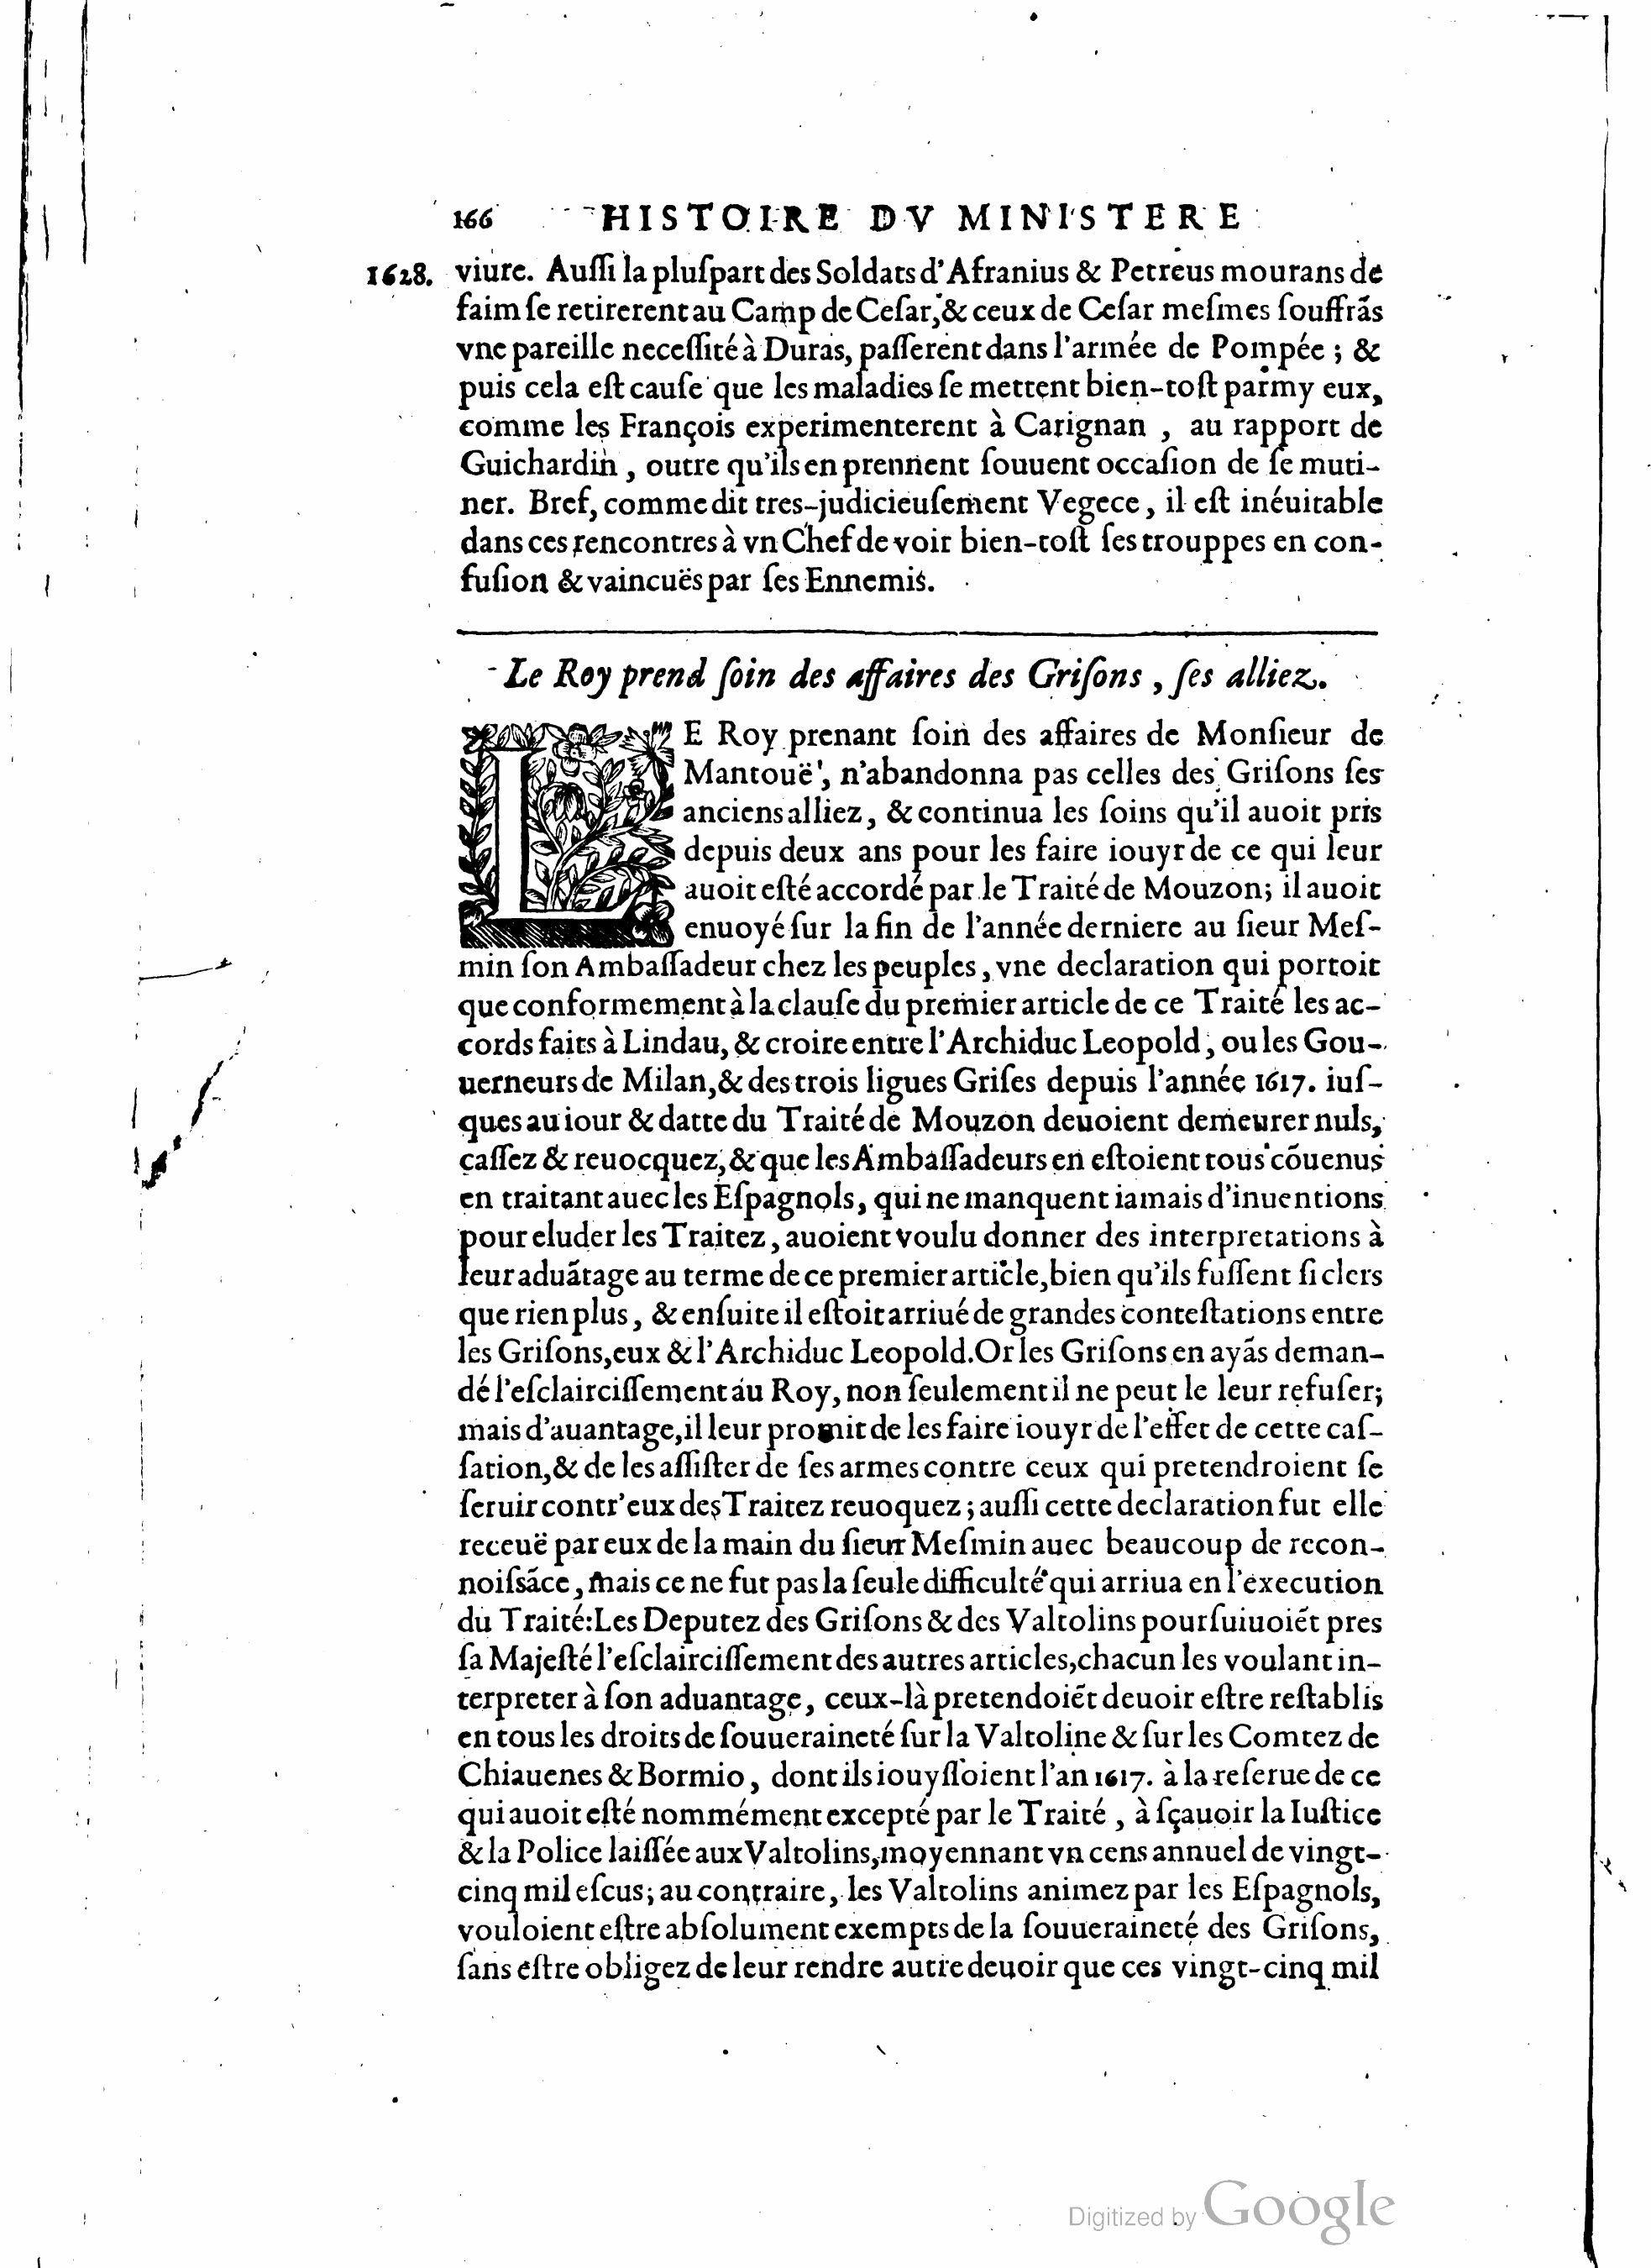 166 HISTOIRE DV MINISTERE
1628. viure. Auſſi la pluſpart des Soldats d'Afranius & Petreus mourans de
faim ſe retirerent au Camp de Ceſar, & ceux de Ceſar meſmes ſouffrãs
vne pareille neceſſité à Duras, paſſerent dans l'armée de Pompée ; &
puis cela eſt cauſe que les maladies ſe mettent bien-toſt parmy eux,
comme les François experimenterent à Carignan , au rapport de
Guichardin , outre qu'ils en prennent ſouuent occaſion de ſe muti-
ner. Bref, comme dit tres-judicieuſement Vegece , il eſt inéuitable
dans ces rencontres à vn Chef de voir bien-toſt ſes trouppes en con-
fuſion & vaincuës par ſes Ennemis.
Le Roy prend ſoin des affaires des Griſons , ſes alliez.
LE Roy prenant ſoin des affaires de Monſieur de
Mantouë, n'abandonna pas celles des Griſons ſes
anciens alliez, & continua les ſoins qu'il auoit pris
depuis deux ans pour les faire iouyr de ce qui leur
auoit eſté accordé par le Traité de Mouzon; il auoit
enuoyé ſur la fin de l'année derniere au ſieur Meſ-
min ſon Ambaſſadeur chez les peuples, vne declaration qui portoit
que conformement à la clauſe du premier article de ce Traité les ac-
cords faits à Lindau, & croire entre l'Archiduc Leopold, ou les Gou-
uerneurs de Milan, & des trois ligues Griſes depuis l'année 1617. iuſ-
ques au iour & datte du Traité de Mouzon deuoient demeurer nuls,
caſſez & reuocquez, & que les Ambaſſadeurs en eſtoient tous cõuenus
en traitant auec les Eſpagnols, qui ne manquent iamais d'inuentions
pour eluder les Traitez, auoient voulu donner des interpretations à
leur aduãtage au terme de ce premier article, bien qu'ils fuſſent ſi clers
que rien plus, & enſuite il eſtoit arriué de grandes conteſtations entre
les Griſons, eux & l'Archiduc Leopold. Or les Griſons en ayãs deman-
dé l'eſclairciſſement au Roy, non ſeulement il ne peut le leur refuſer;
mais d'auantage, il leur promit de les faire iouyr de l'effet de cette caſ-
ſation, & de les aſſiſter de ſes armes contre ceux qui pretendroient ſe
ſeruir contr'eux des Traitez reuoquez ; auſſi cette declaration fut elle
receuë par eux de la main du ſieur Meſmin auec beaucoup de recon-
noiſsãce, mais ce ne fut pas la ſeule difficulté qui arriua en l'execution
du Traité: Les Deputez des Griſons & des Valtolins pourſuiuoiẽt pres
ſa Majeſté l'eſclairciſſement des autres articles, chacun les voulant in-
terpreter à ſon aduantage, ceux-là pretendoiẽt deuoir eſtre reſtablis
en tous les droits de ſouueraineté ſur la Valtoline & ſur les Comtez de
Chiauenes & Bormio, dont ils iouyſſoient l'an 1617. à la reſerue de ce
qui auoit eſté nommément excepté par le Traité , à ſçauoir la Iuſtice
& la Police laiſſée aux Valtolins, moyennant vn cens annuel de vingt-
cinq mil eſcus; au contraire, les Valtolins animez par les Eſpagnols,
vouloient eſtre abſolument exempts de la ſouueraineté des Griſons,
ſans eſtre obligez de leur rendre autre deuoir que ces vingt-cinq mil
Digitized by Google